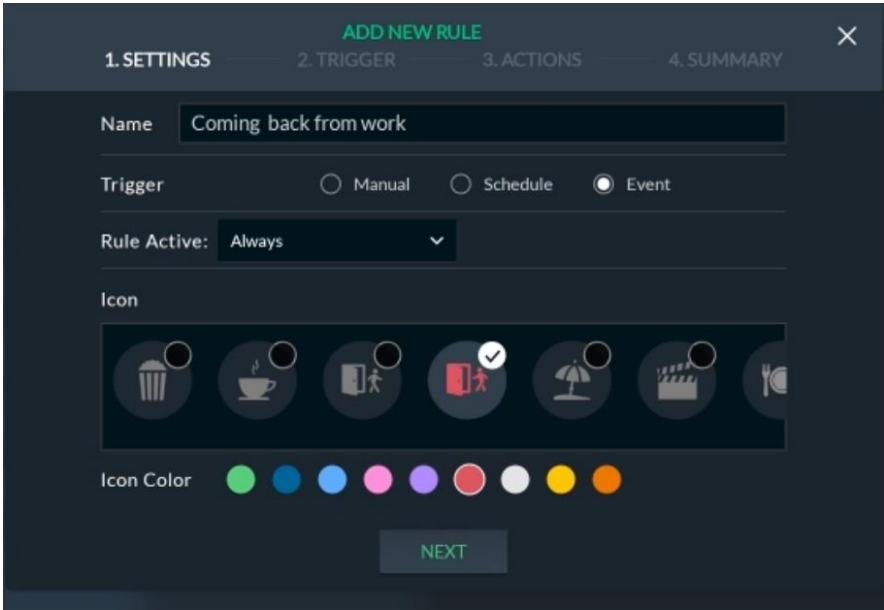 ADD NEW RULE
1. SETTINGS 2. TRIGGER 3. ACTIONS 4. SUMMARY
Name Coming back from work
Trigger Manual Schedule Event
Rule Active: Always
Icon
Icon Color
NEXT